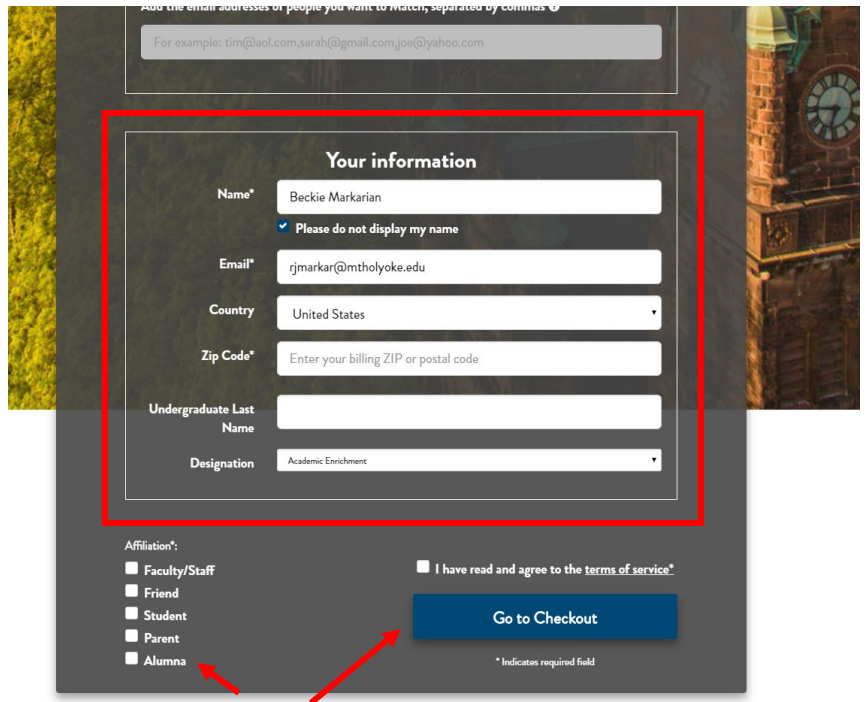 Add the email addresses of people you want to Match, separated by commas
For example: tim@aol.com,sarah@gmail.com,joe@yahoo.com
Your information
Name* Beckie Markarian
Please do not display my name
Email* rjmarkar@mtholyoke.edu
Country United States
Zip Code* Enter your billing ZIP or postal code
Undergraduate Last
Name
Designation Academic Enrichment
Affiliation*:
Faculty/Staff
Friend
Student
Parent
Alumna
I have read and agree to the terms of service*
Go to Checkout
* Indicates required field